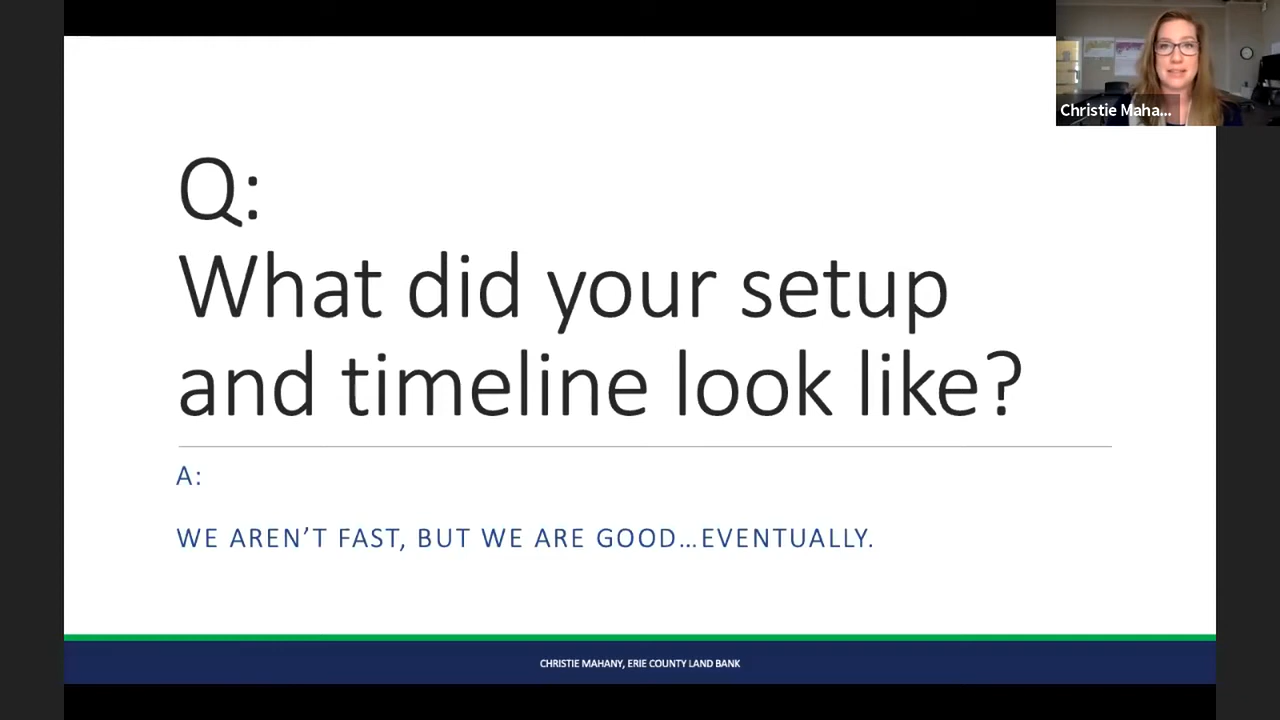 Christie Maha...
Q:
What did your setup
and timeline look like?
A:
WE AREN'T FAST, BUT WE ARE GOOD...EVENTUALLY.
CHRISTIE MAHANY, ERIE COUNTY LAND BANK